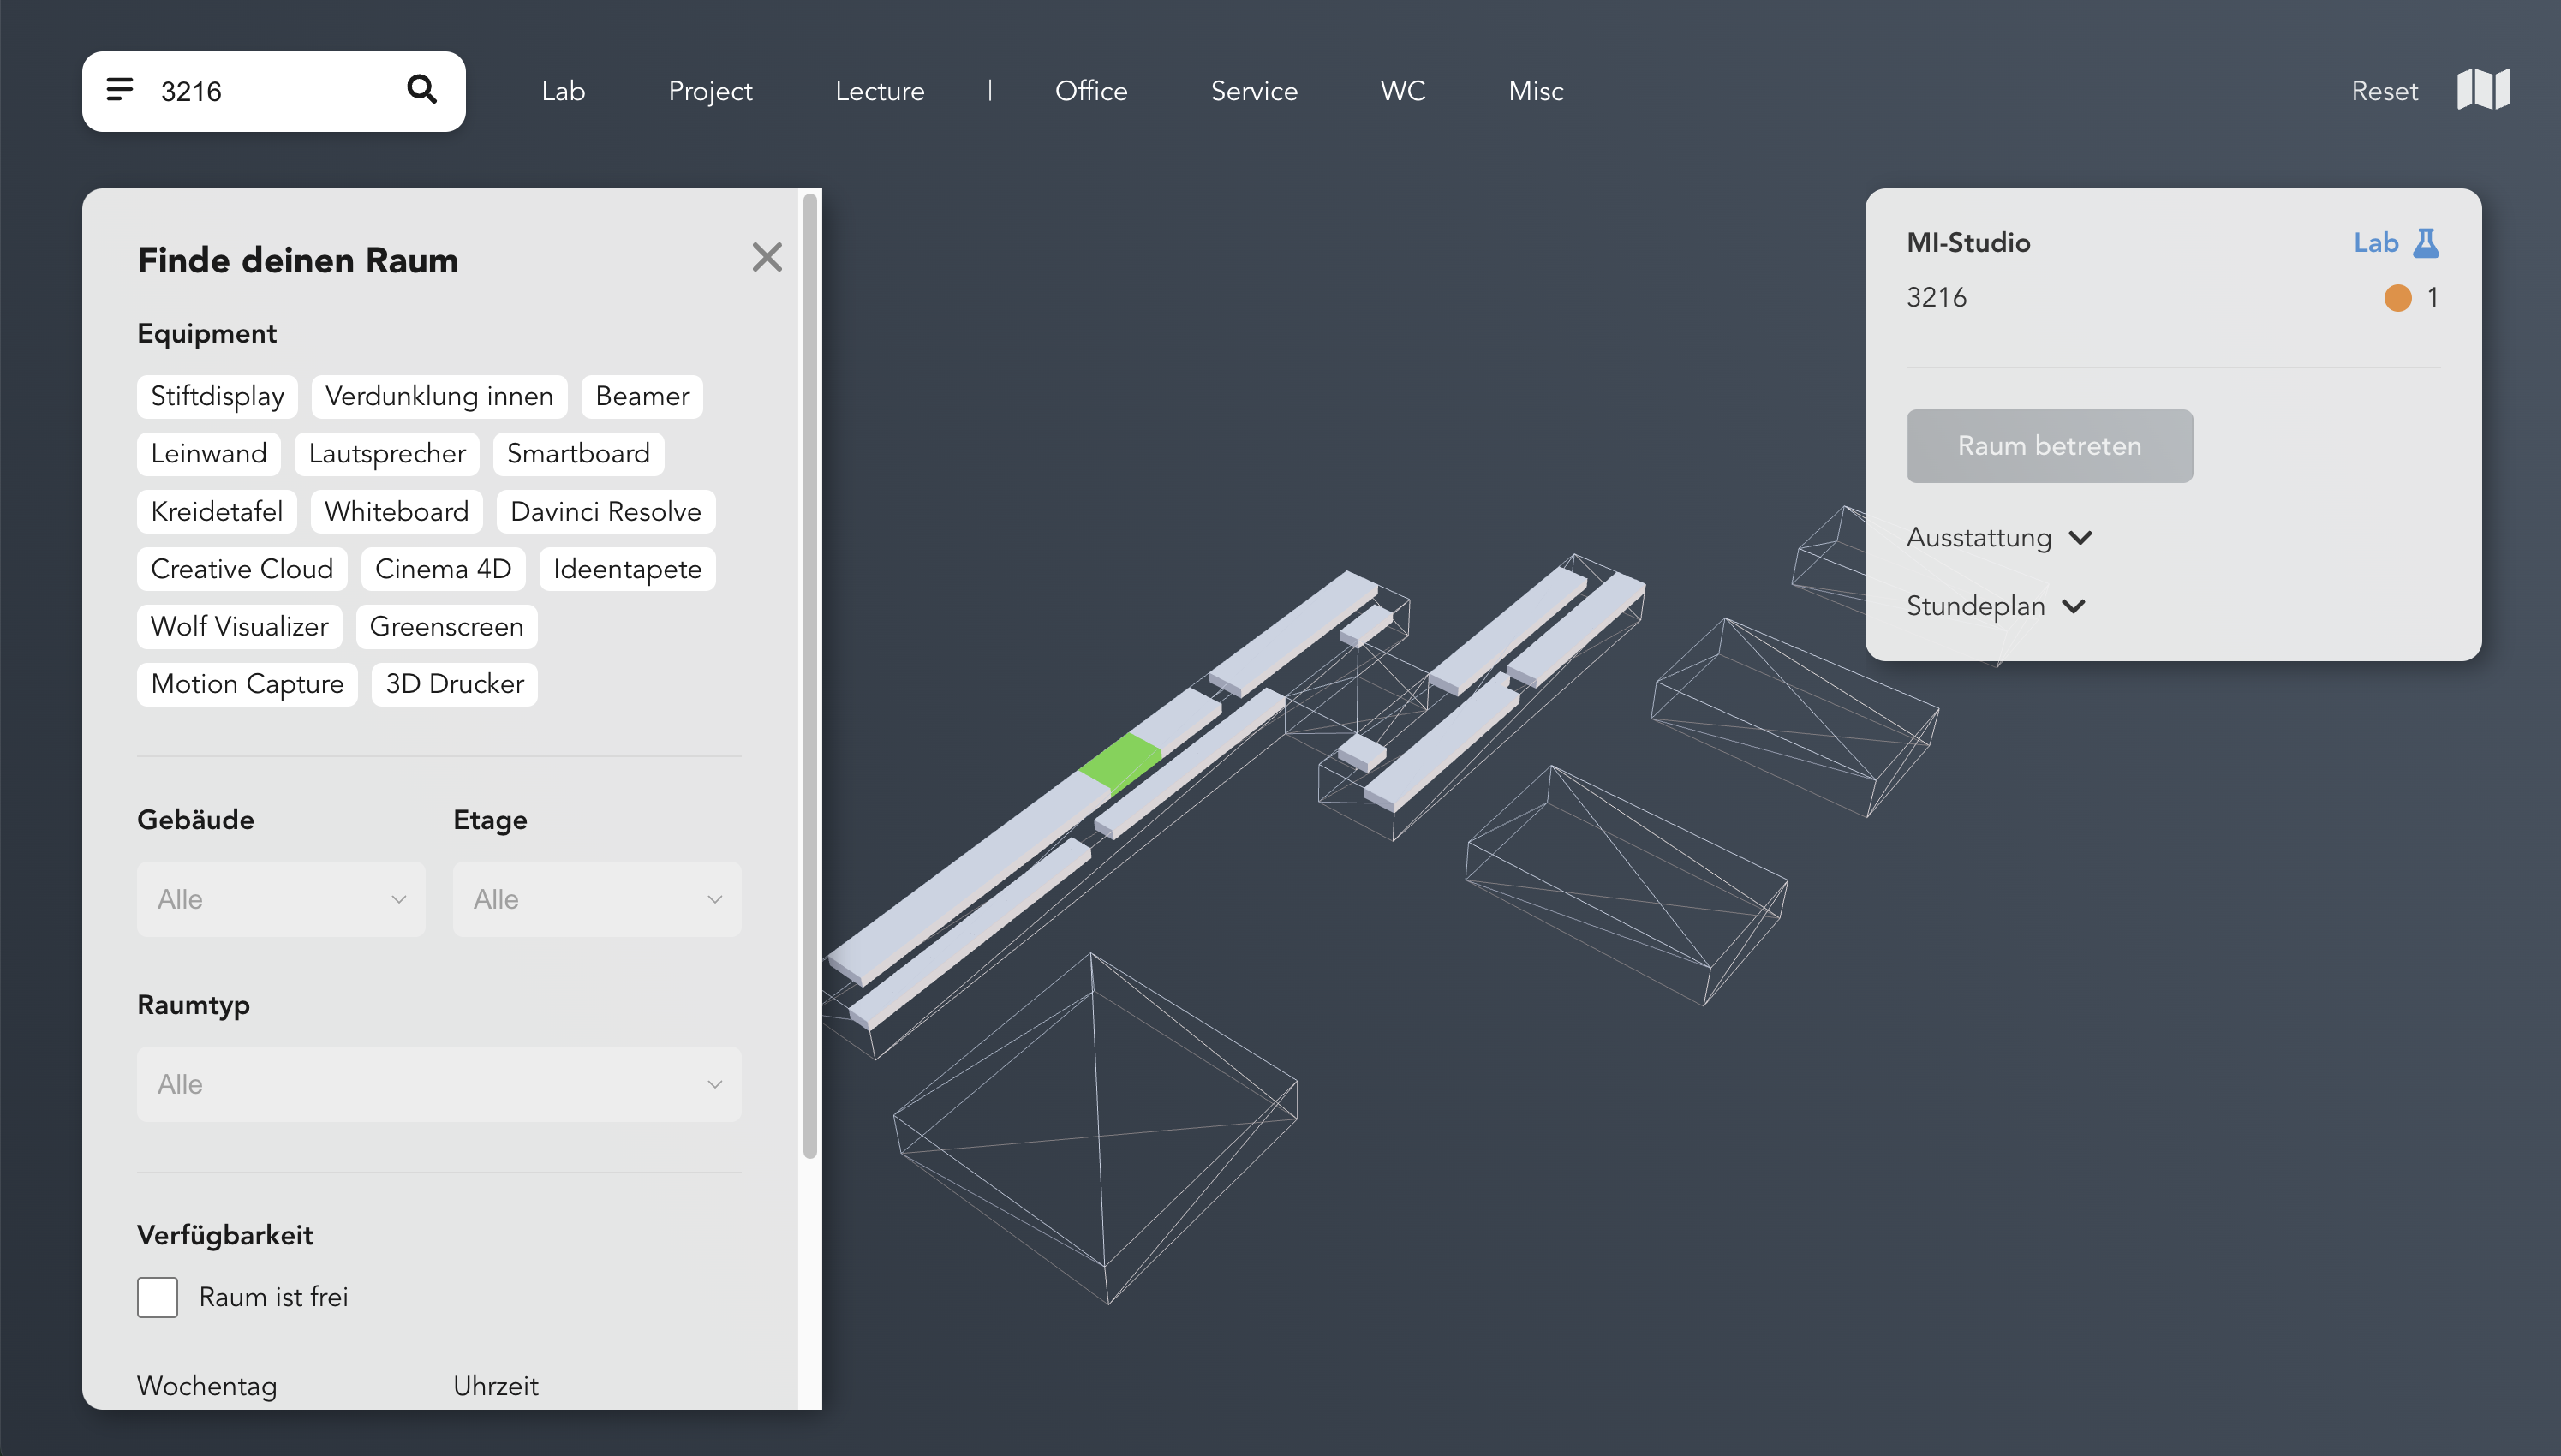 3216 Lab Project Lecture | Office Service WC Misc Reset
Finde deinen Raum
Equipment
Stiftdisplay Verdunklung innen Beamer
Leinwand Lautsprecher Smartboard
Kreidetafel Whiteboard Davinci Resolve
Creative Cloud Cinema 4D Ideentapete
Wolf Visualizer Greenscreen
Motion Capture 3D Drucker
Gebäude Etage
Alle Alle
Raumtyp
Alle
Verfügbarkeit
Raum ist frei
Wochentag Uhrzeit
MI-Studio Lab
3216 1
Raum betreten
Ausstattung
Stundeplan